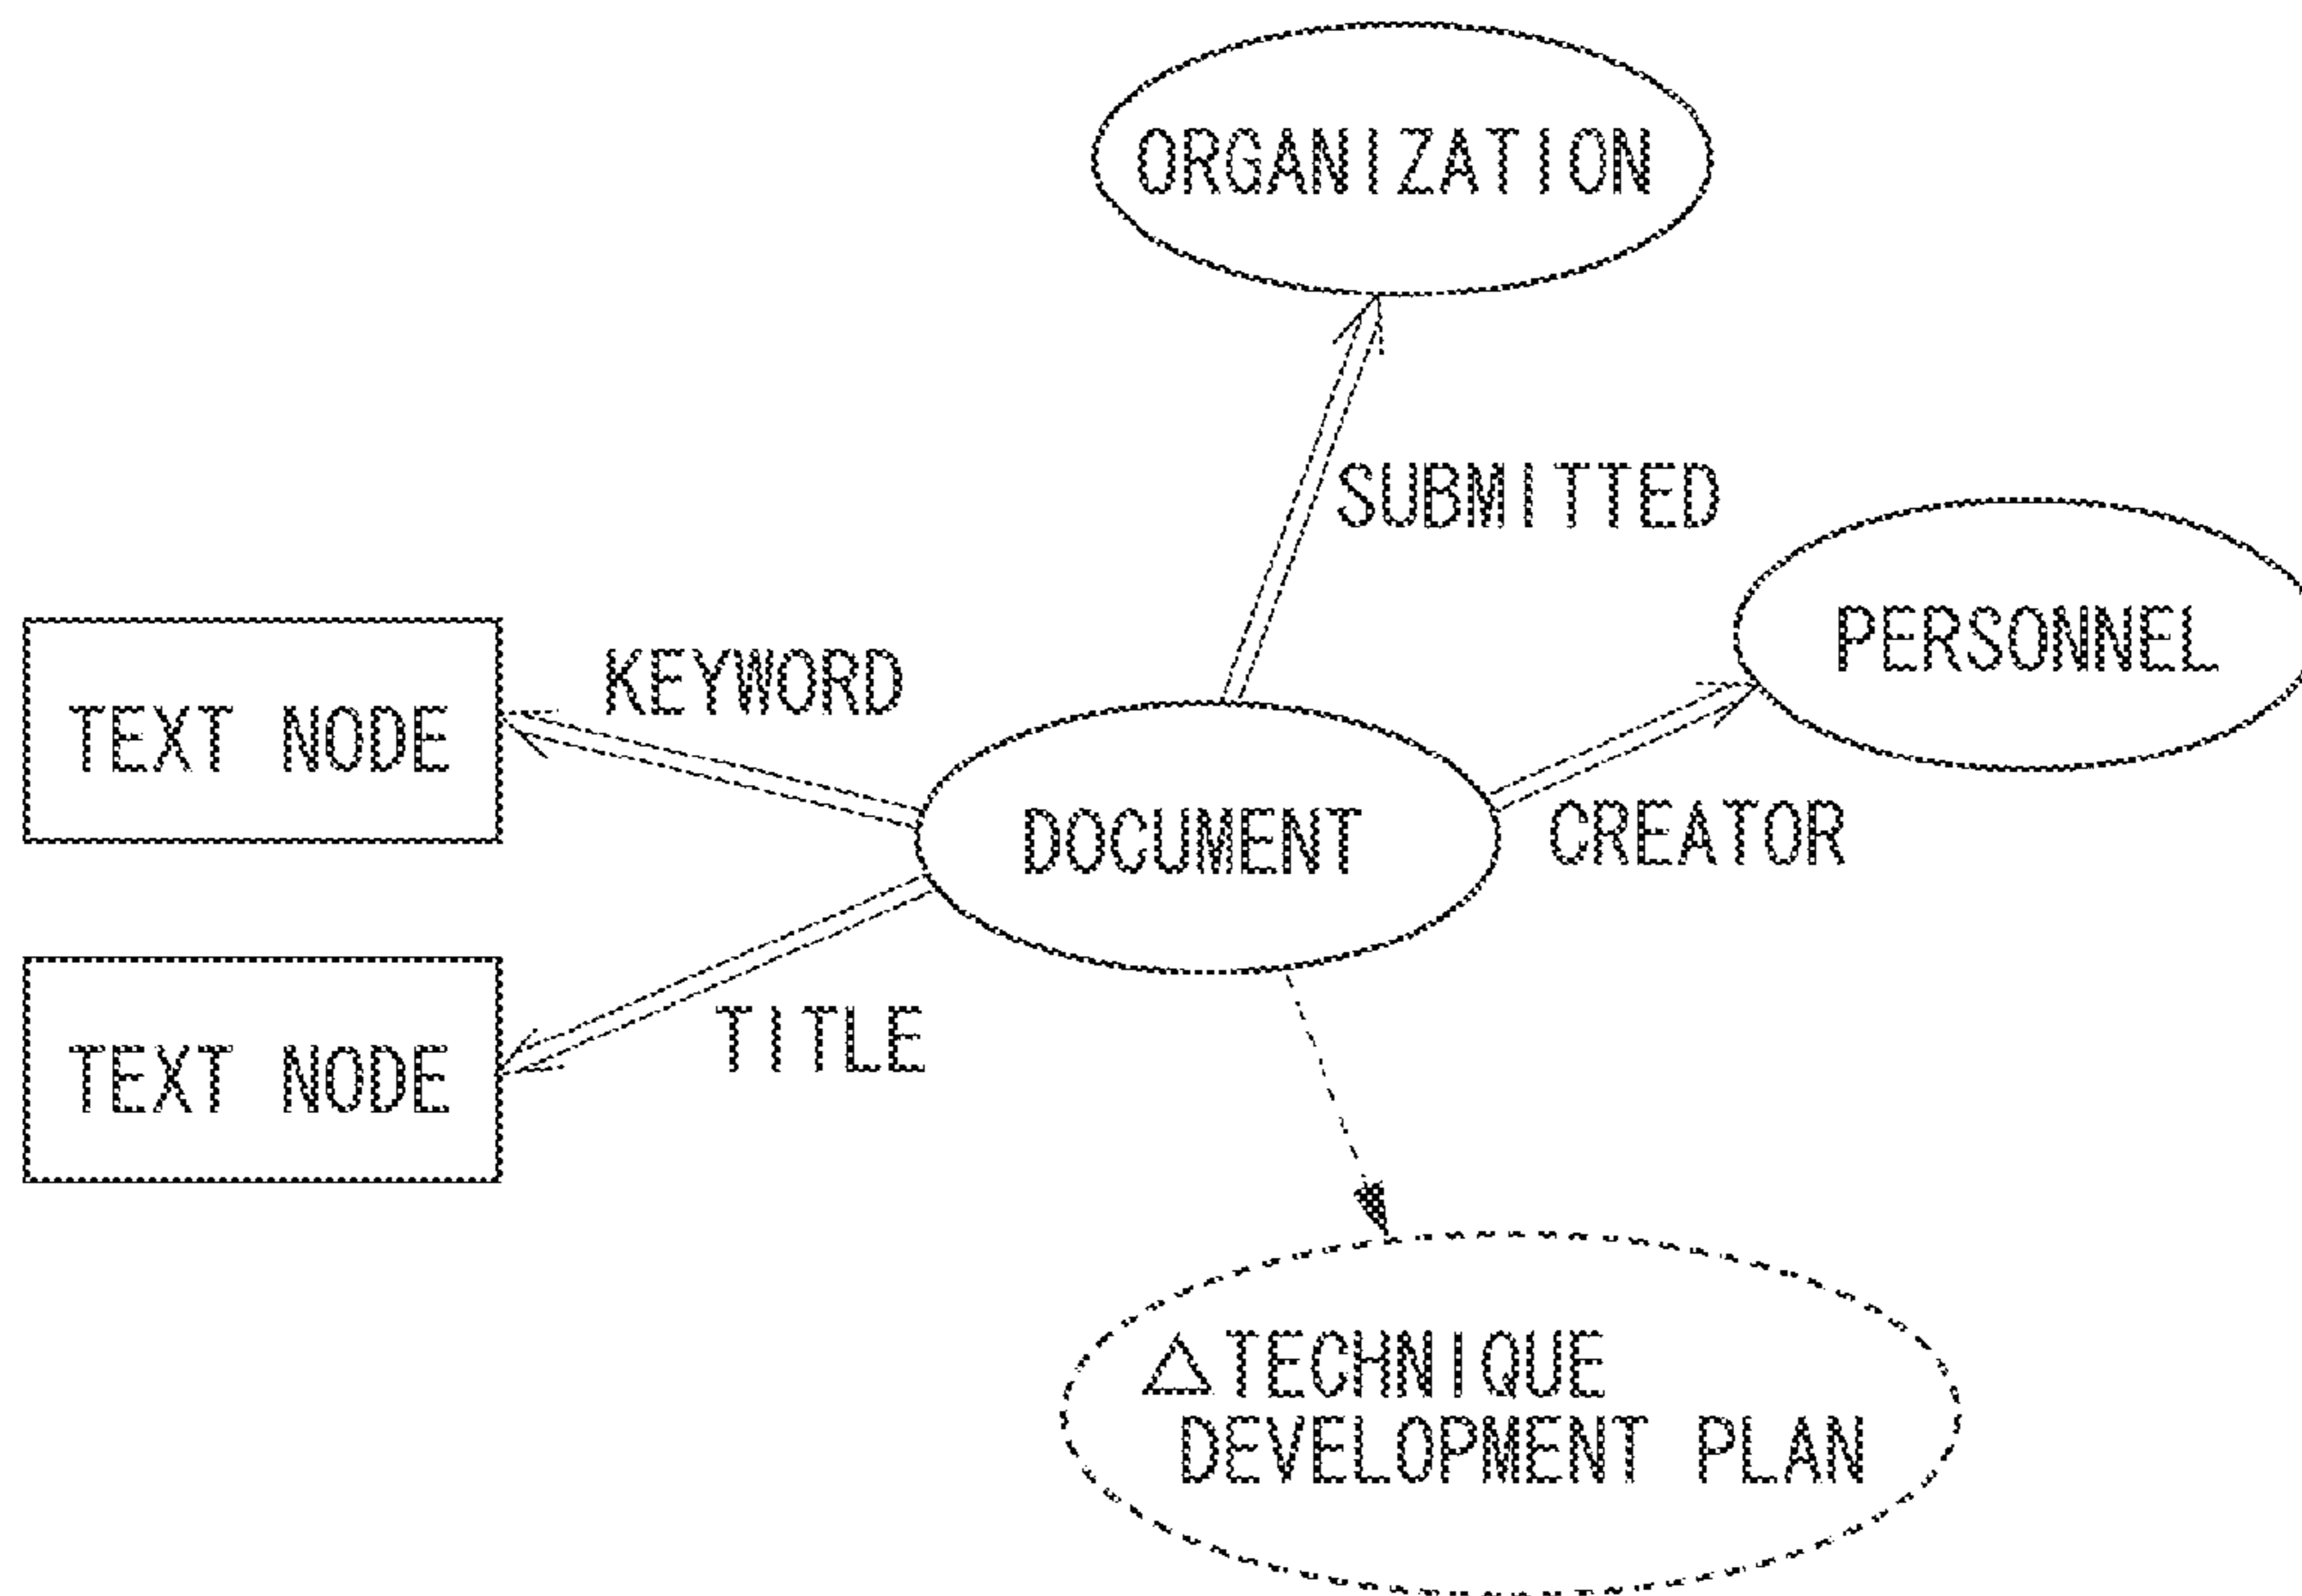 ORGANIZATION
SUBMITTED
PERSONNEL
KEYWORD
TEXT NODE
DOCUMENT
CREATOR
TITLE
TEXT NODE
△TECHNIQUE
DEVELOPMENT PLAN